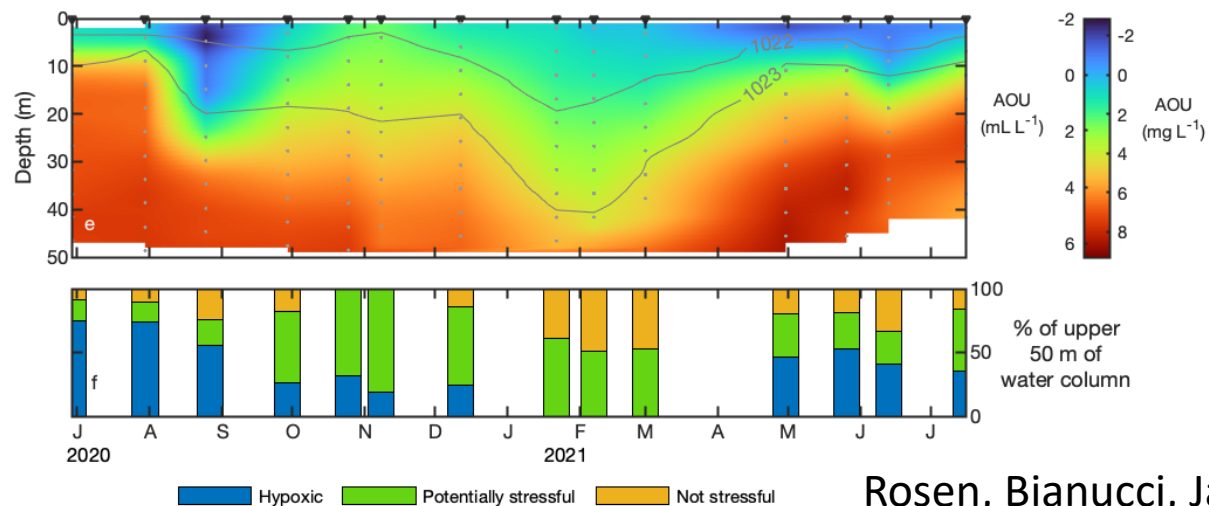 0
10
20
30
40
50
Depth (m)
e
1022
1023
-2
0
2
4
6
AOU
(mL L⁻¹)
-2
0
2
4
6
8
AOU
(mg L⁻¹)
f
100
50
0
% of upper
50 m of
water column
J A S O N D J F M A M J J
2020 2021
Hypoxic Potentially stressful Not stressful
Rosen, Bianucci, Ja